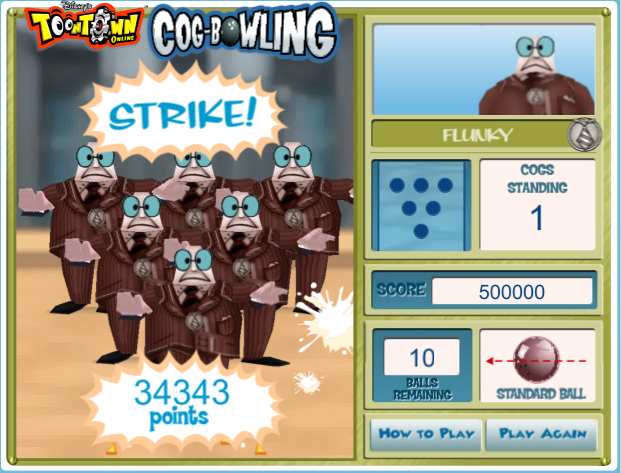 Disney's
TOONTOWN
ONLINE
COG-BOWLING
STRIKE!
34343
points
FLUNKY
COGS
STANDING
1
SCORE 500000
10
BALLS
REMAINING
STANDARD BALL
HOW TO PLAY
PLAY AGAIN